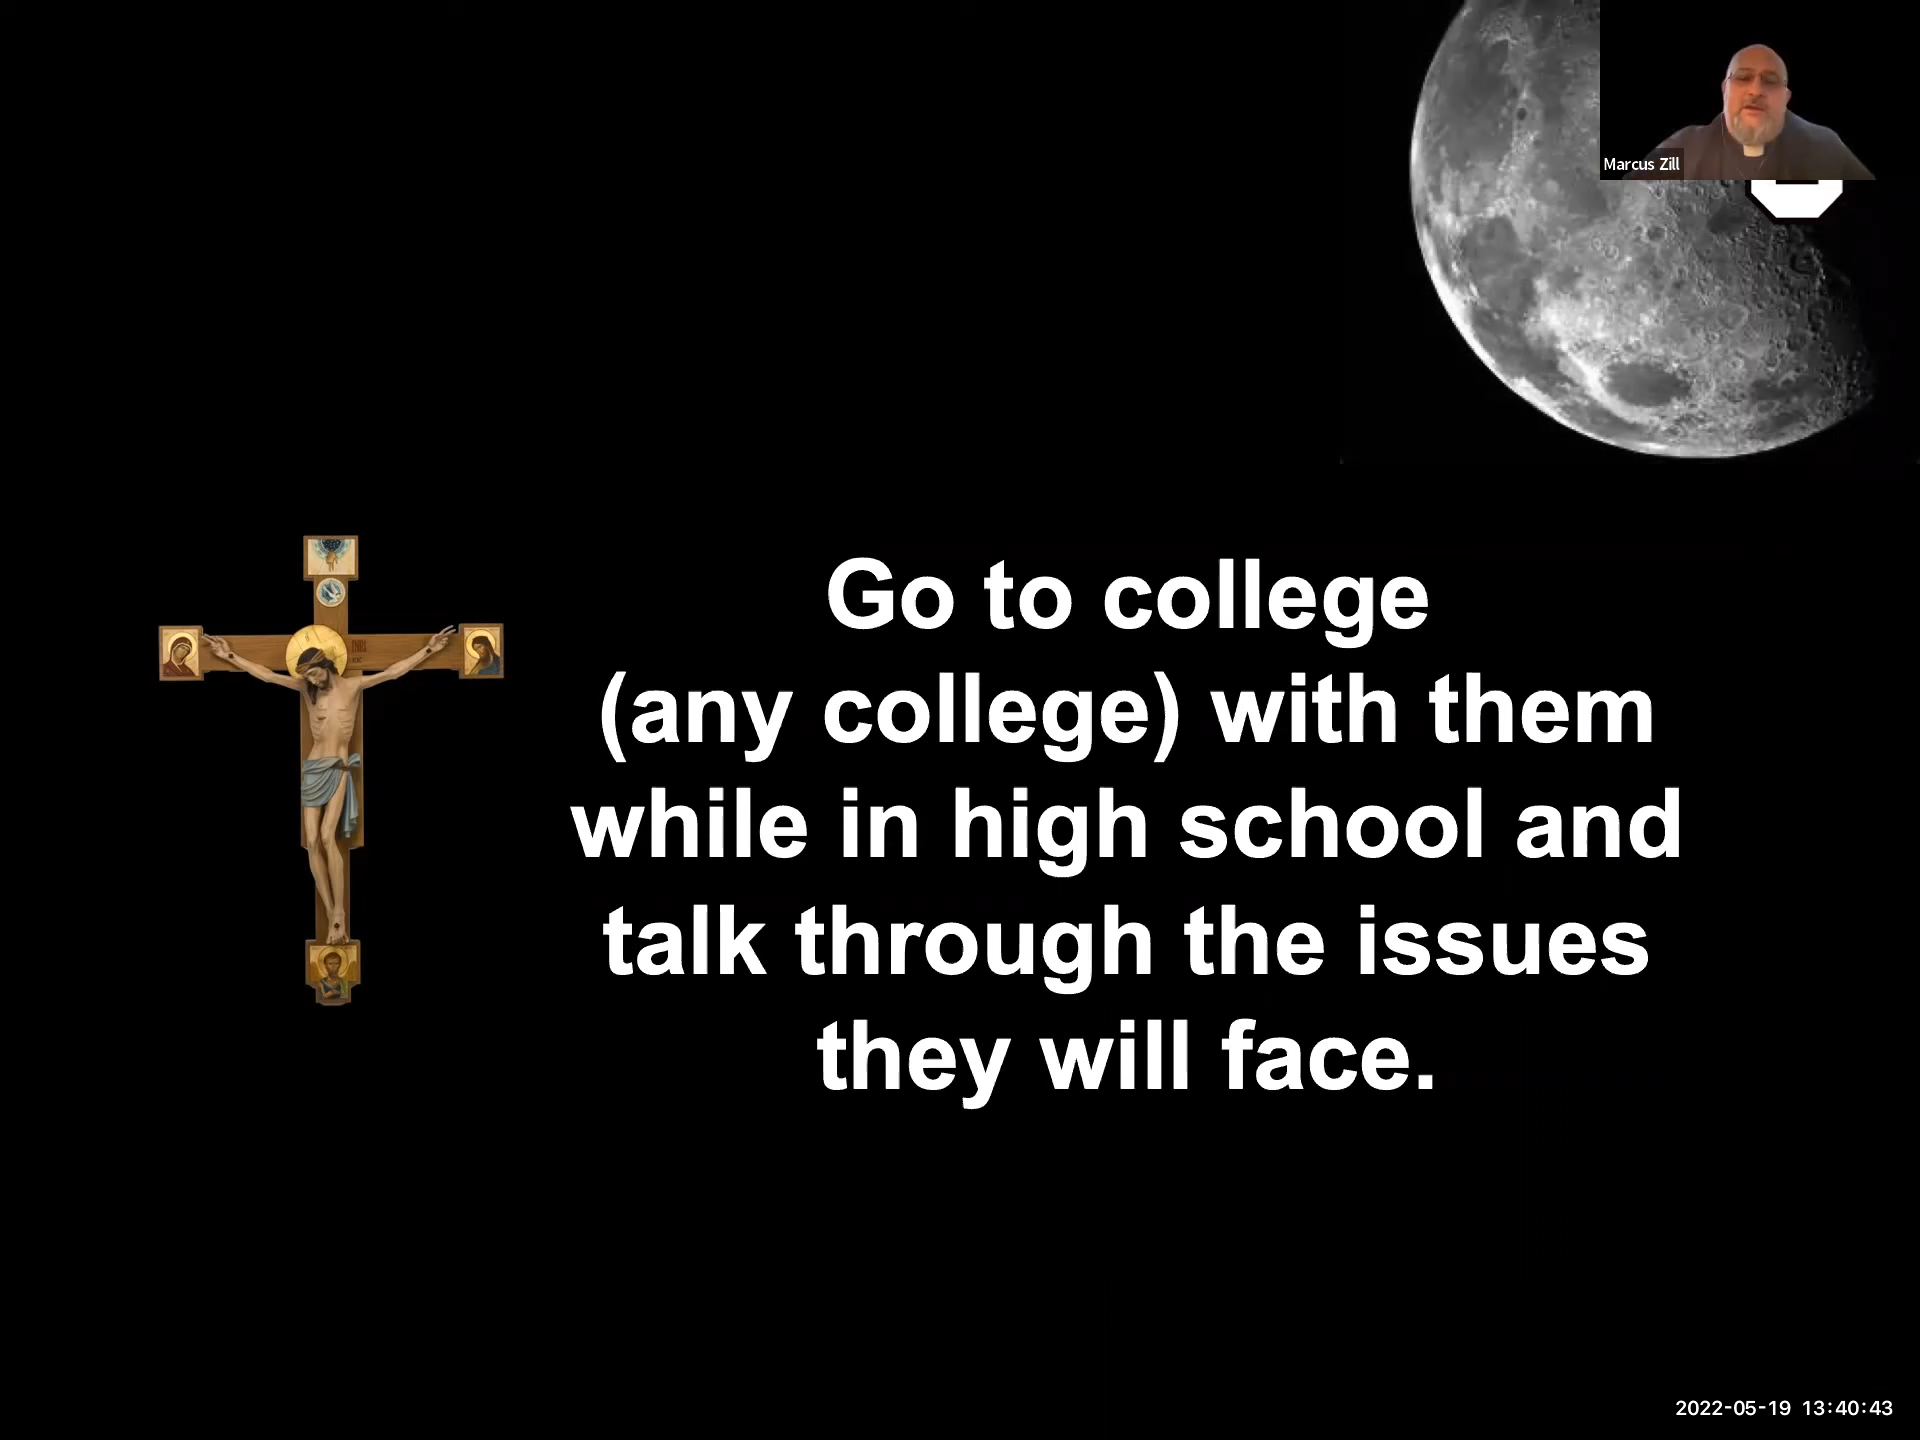 Marcus Zill
Go to college
(any college) with them
while in high school and
talk through the issues
they will face.
2022-05-19 13:40:43